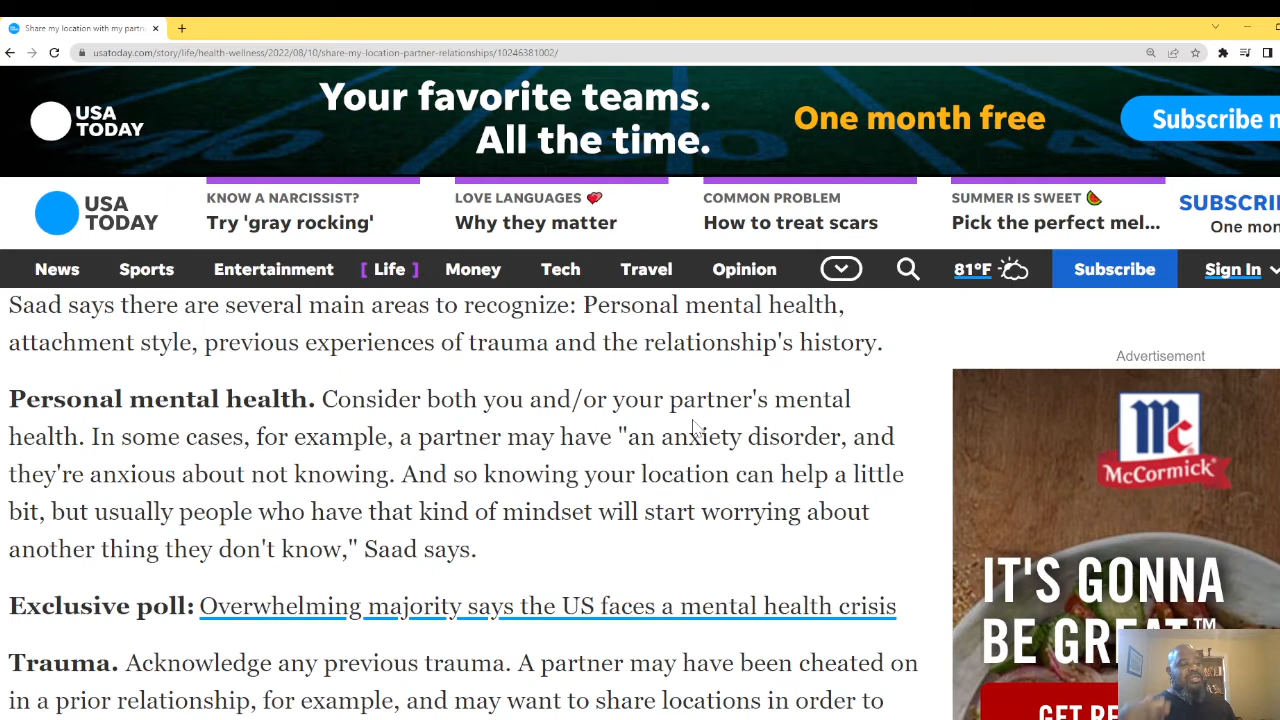 Share my location with my partn
usatoday.com/story/life/health-wellness/2022/08/10/share-my-location-partner-relationships/10246381002/
USA
TODAY
Your favorite teams.
All the time.
One month free
Subscribe n
USA
TODAY
KNOW A NARCISSIST?
Try 'gray rocking'
LOVE LANGUAGES
Why they matter
COMMON PROBLEM
How to treat scars
SUMMER IS SWEET
Pick the perfect mel...
SUBSCRI
One mon
News Sports Entertainment [ Life ] Money Tech Travel Opinion 81°F Subscribe Sign In
Saad says there are several main areas to recognize: Personal mental health,
attachment style, previous experiences of trauma and the relationship's history.
Personal mental health. Consider both you and/or your partner's mental
health. In some cases, for example, a partner may have "an anxiety disorder, and
they're anxious about not knowing. And so knowing your location can help a little
bit, but usually people who have that kind of mindset will start worrying about
another thing they don't know," Saad says.
Exclusive poll: Overwhelming majority says the US faces a mental health crisis
Trauma. Acknowledge any previous trauma. A partner may have been cheated on
in a prior relationship, for example, and may want to share locations in order to
Advertisement
Mc
McCormick
IT'S GONNA
BE GR
TM
GET RE